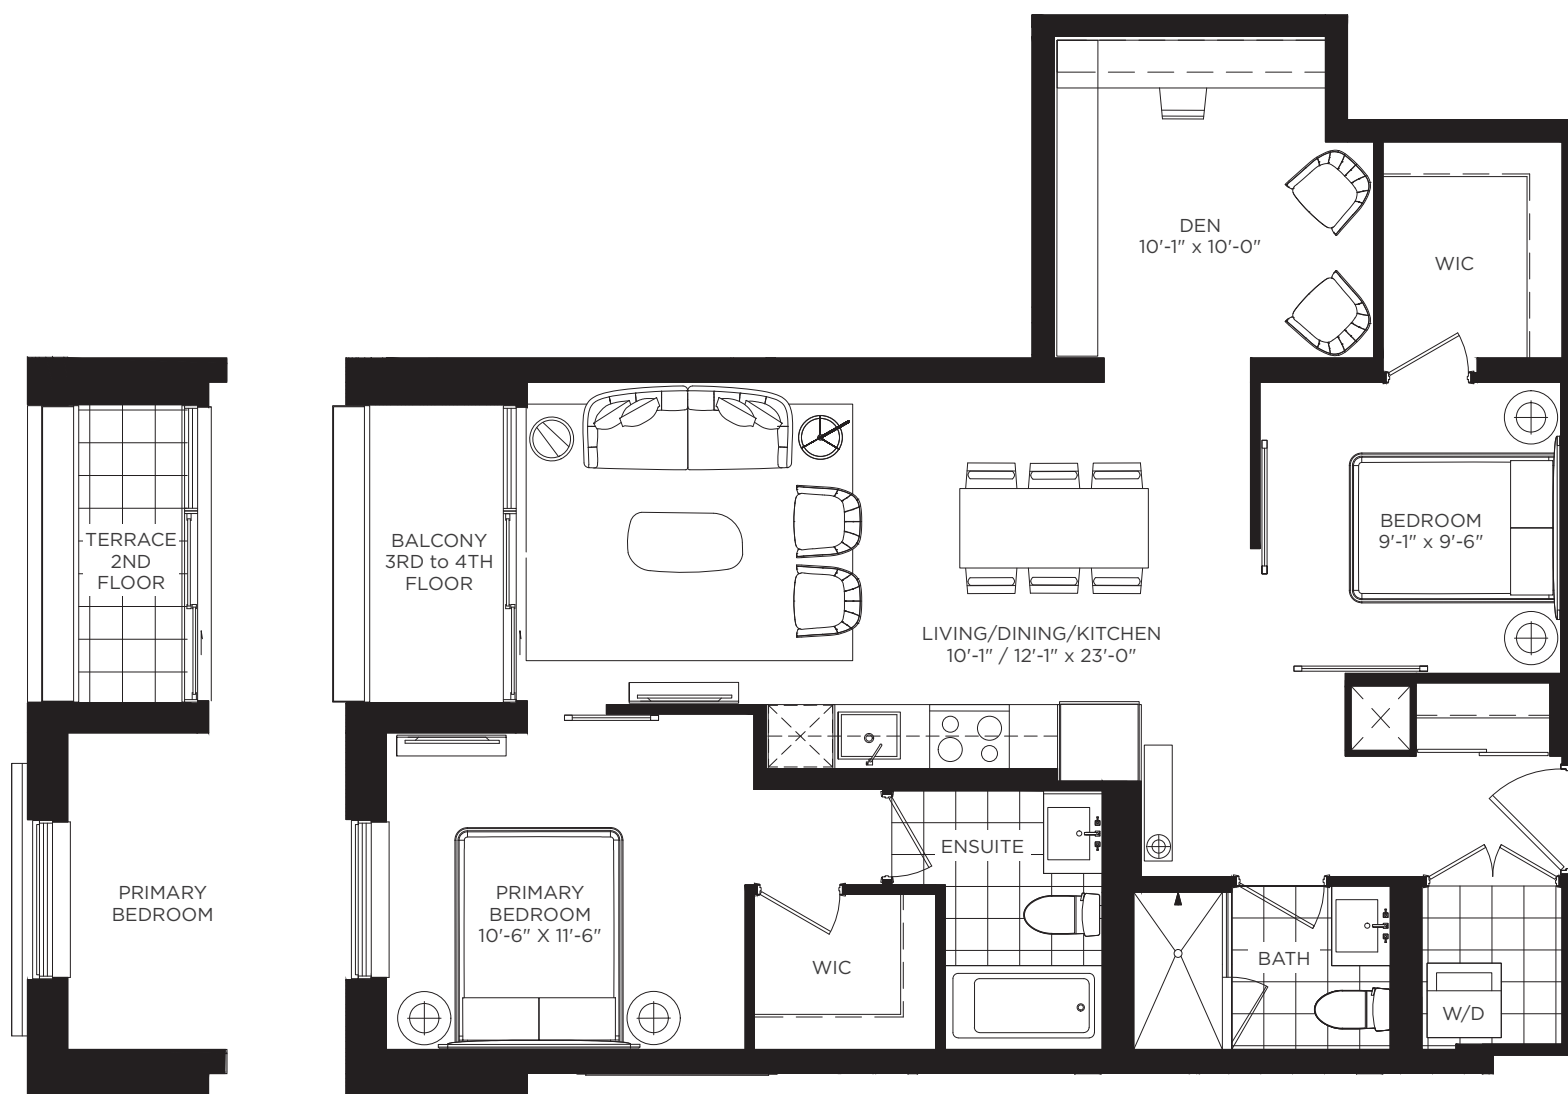 DEN
10'-1" x 10'-0"
WIC
TERRACE
2ND
FLOOR
BALCONY
3RD to 4TH
FLOOR
BEDROOM
9'-1" x 9'-6"
LIVING/DINING/KITCHEN
10'-1" / 12'-1" x 23'-0"
PRIMARY
BEDROOM
PRIMARY
BEDROOM
10'-6" X 11'-6"
ENSUITE
WIC
BATH
W/D